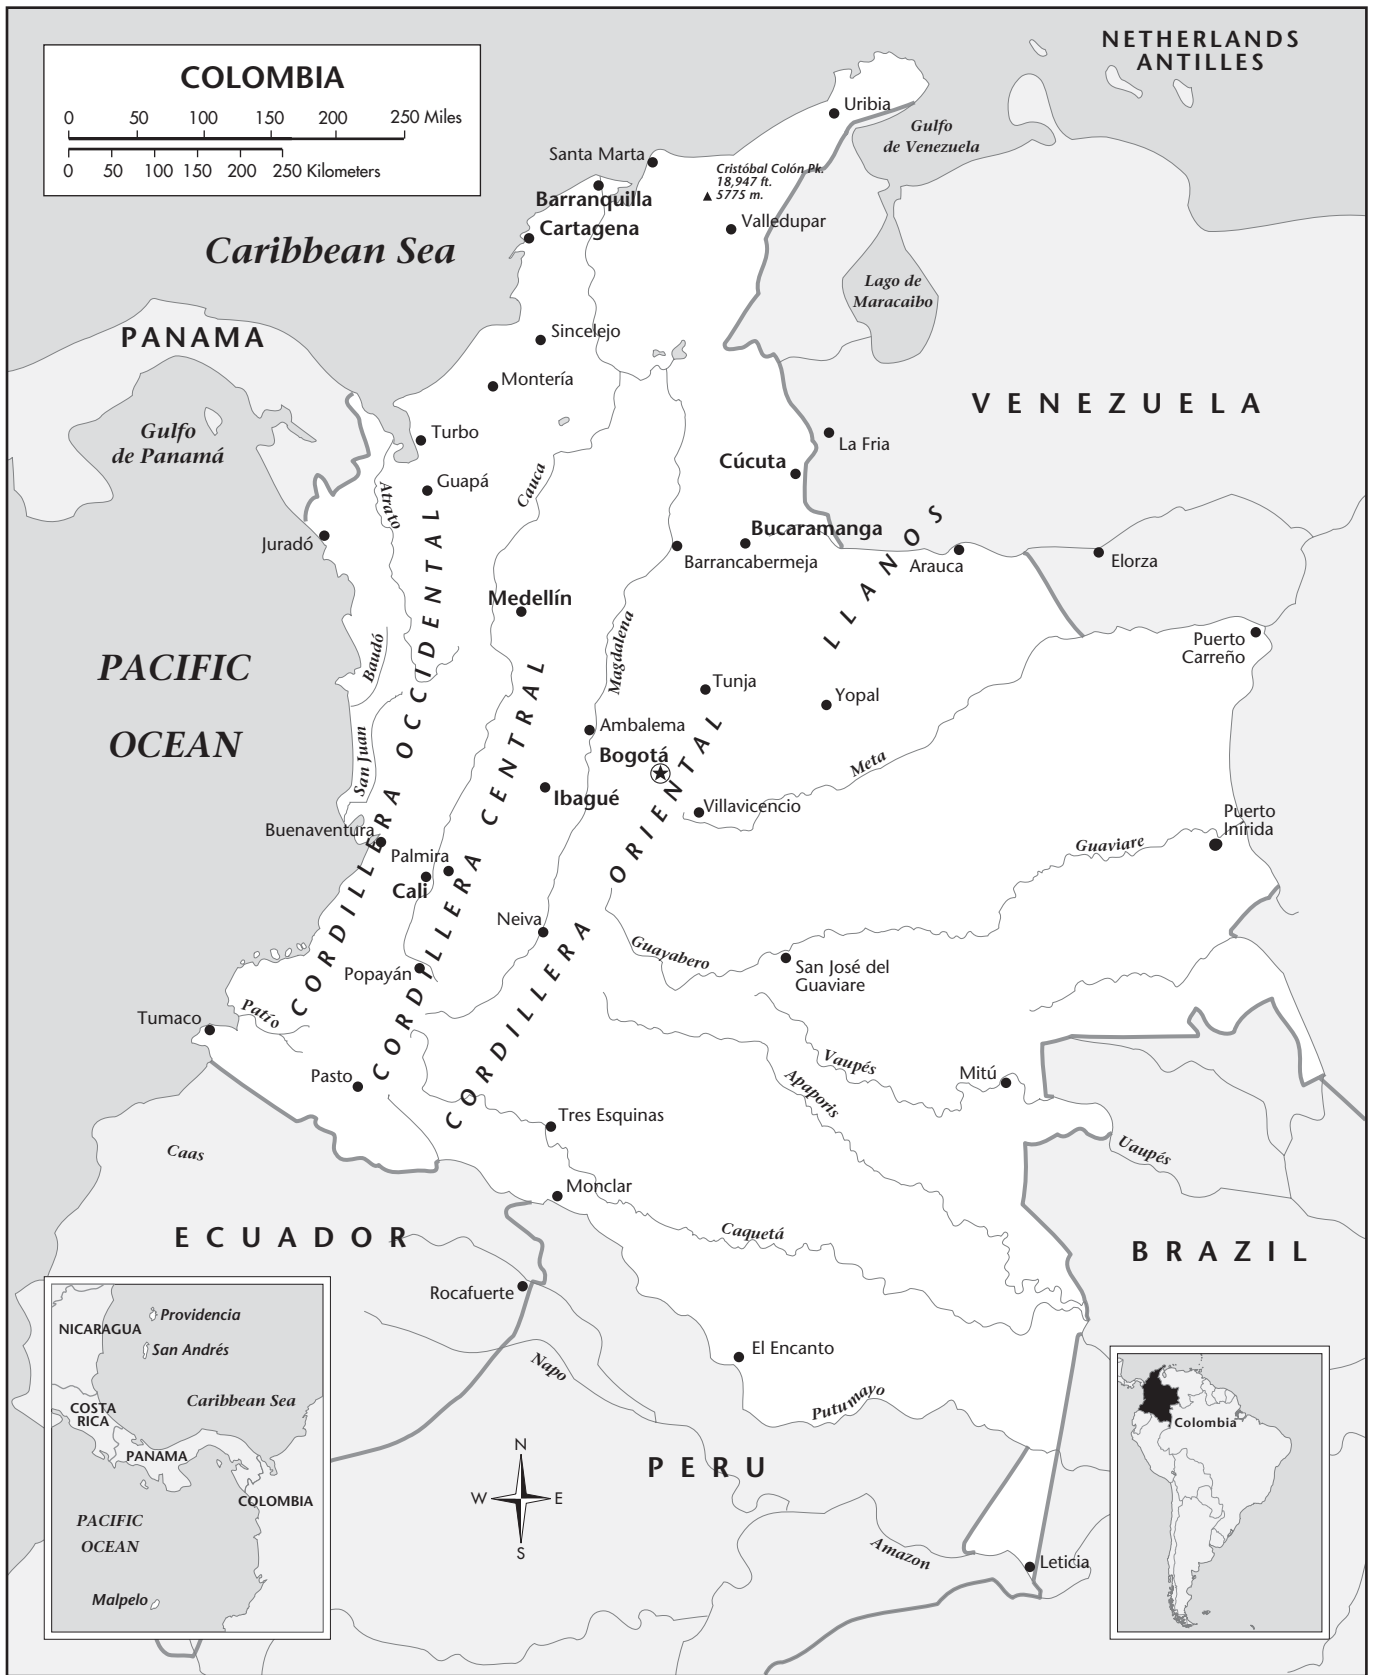 COLOMBIA
0 50 100 150 200 250 Miles
0 50 100 150 200 250 Kilometers
NETHERLANDS
ANTILLES
Uribia
Gulfo
de Venezuela
Santa Marta
Cristóbal Colón Pk.
18,947 ft.
5775 m.
Barranquilla
Cartagena
Valledupar
Caribbean Sea
Lago de
Maracaibo
PANAMA
Sincelejo
Montería
VENEZUELA
Gulfo
de Panamá
Turbo
La Fria
Cúcuta
Guapá
Cauca
Atrato
Juradó
Bucaramanga
Barrancabermeja
LLANOS
Arauca
Elorza
Medellín
Magdalena
Baudó
Puerto
Carreño
PACIFIC
OCEAN
Tunja
Yopal
CORDILLERA OCCIDENTAL
CORDILLERA CENTRAL
CORDILLERA ORIENTAL
Ambalema
San Juan
Bogotá
Meta
Ibagué
Villavicencio
Puerto
Inírida
Buenaventura
Guaviare
Palmira
Cali
Neiva
Guayabero
San José del
Guaviare
Popayán
Patío
Tumaco
Vaupés
Mitú
Apaporis
Pasto
Tres Esquinas
Uaupés
Caas
Monclar
Caquetá
ECUADOR
BRAZIL
Rocafuerte
El Encanto
Napo
Putumayo
PERU
N
W E
S
Amazon
Leticia
NICARAGUA
Providencia
San Andrés
Caribbean Sea
COSTA
RICA
PANAMA
COLOMBIA
PACIFIC
OCEAN
Malpelo
Colombia